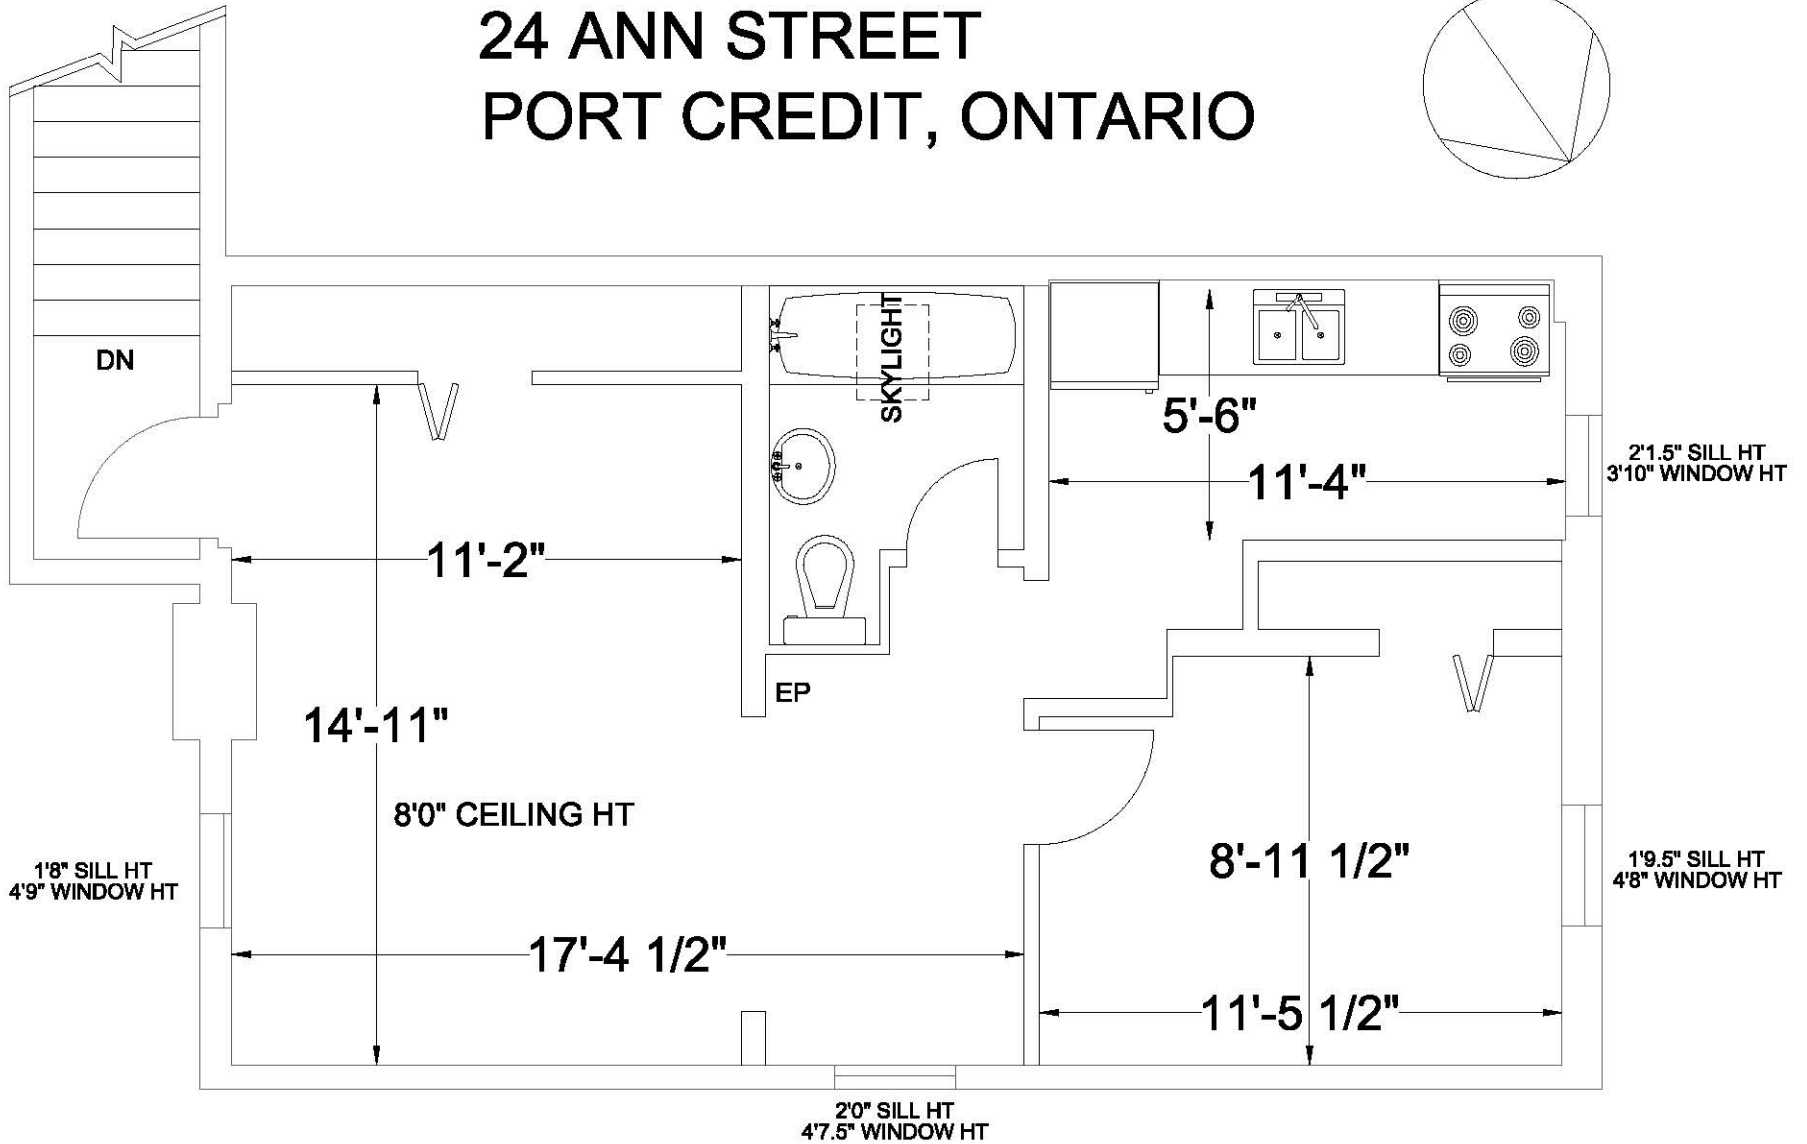 24 ANN STREET
PORT CREDIT, ONTARIO
DN
SKYLIGHT
5'-6"
11'-4"
2'1.5" SILL HT
3'10" WINDOW HT
11'-2"
EP
14'-11"
8'0" CEILING HT
1'8" SILL HT
4'9" WINDOW HT
8'-11 1/2"
1'9.5" SILL HT
4'8" WINDOW HT
17'-4 1/2"
11'-5 1/2"
2'0" SILL HT
4'7.5" WINDOW HT